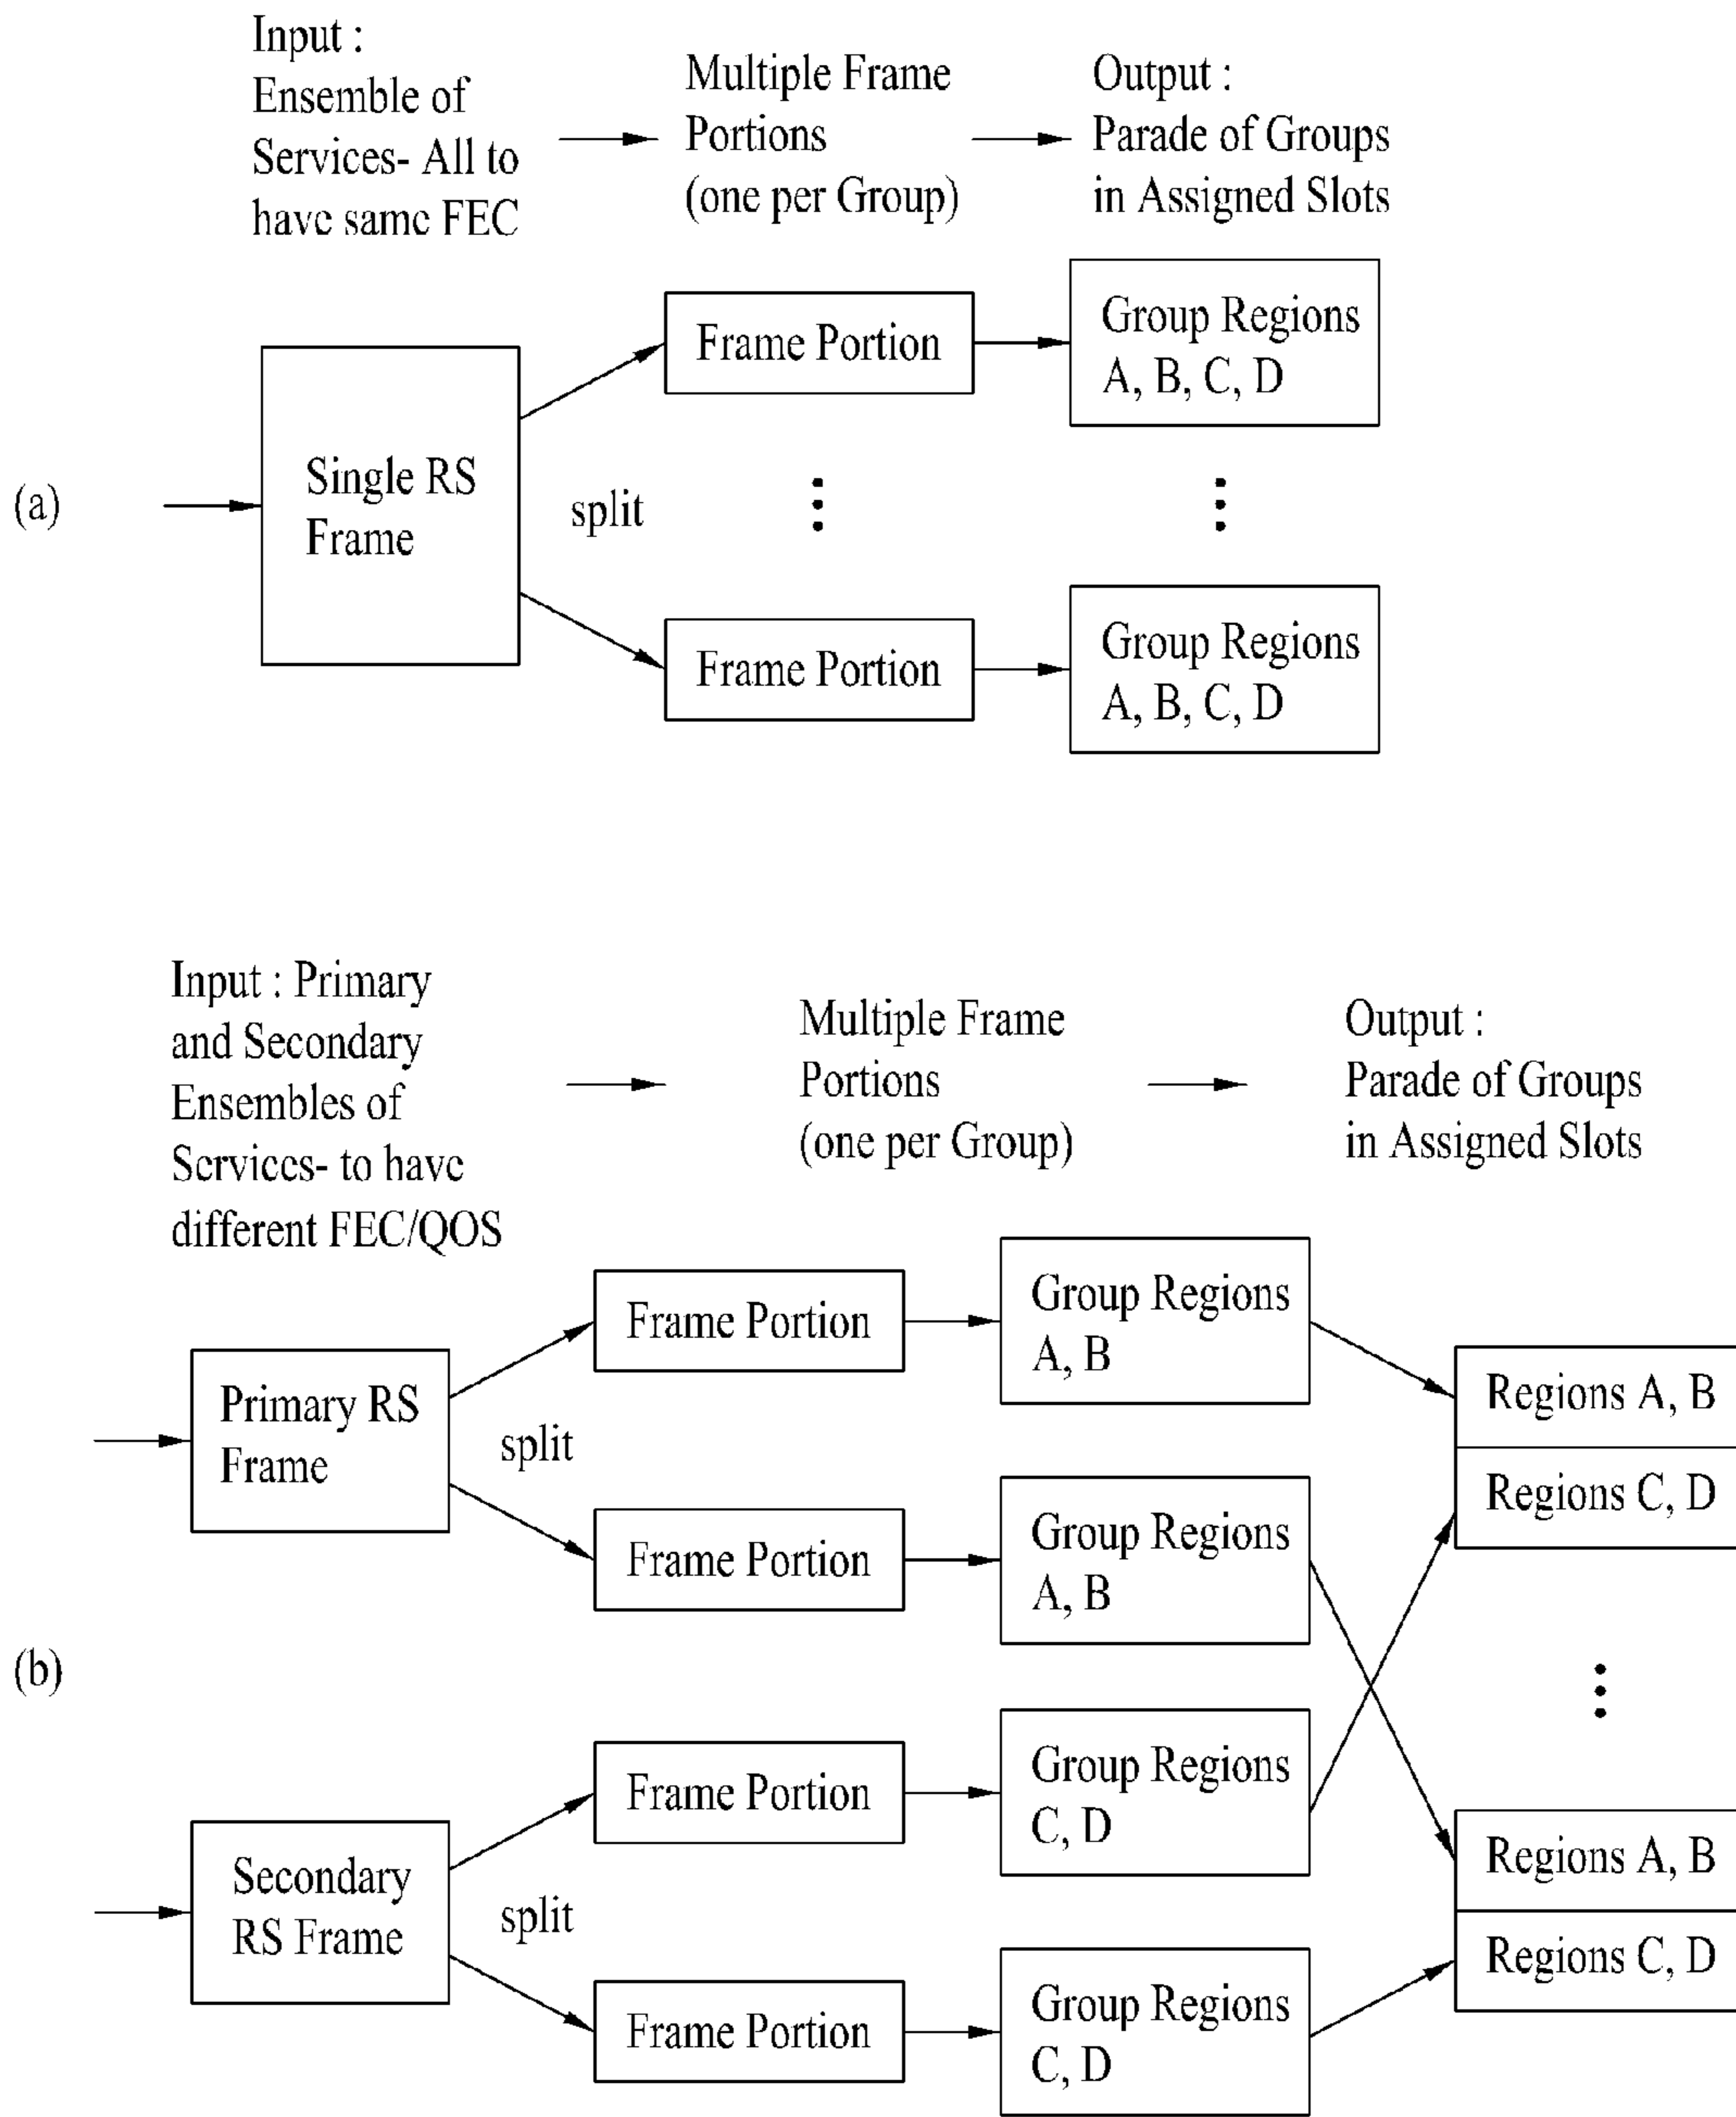 Input :
Ensemble of
Services- All to
have same FEC
Multiple Frame
Portions
(one per Group)
Output :
Parade of Groups
in Assigned Slots
(a)
Single RS
Frame
split
Frame Portion
Group Regions
A, B, C, D
Frame Portion
Group Regions
A, B, C, D
Input : Primary
and Secondary
Ensembles of
Services- to have
different FEC/QOS
Multiple Frame
Portions
(one per Group)
Output :
Parade of Groups
in Assigned Slots
(b)
Primary RS
Frame
split
Frame Portion
Group Regions
A, B
Frame Portion
Group Regions
A, B
Secondary
RS Frame
split
Frame Portion
Group Regions
C, D
Frame Portion
Group Regions
C, D
Regions A, B
Regions C, D
Regions A, B
Regions C, D